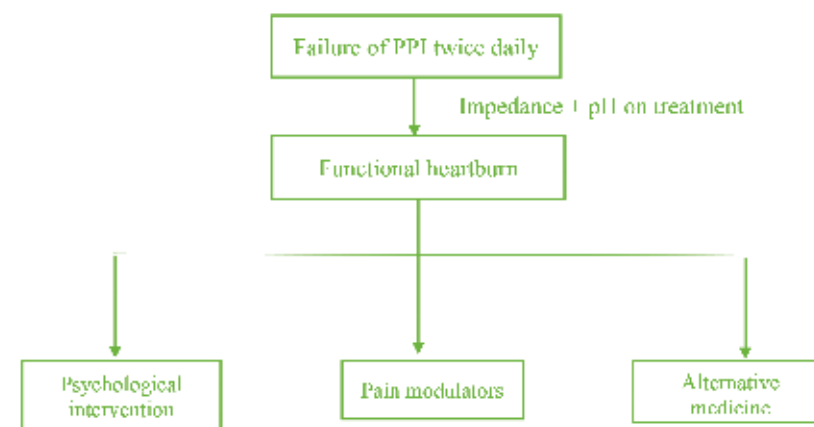 Failure of PPI twice daily
Impedance + pH on treatment
Functional heartburn
Psychological
intervention
Pain modulators
Alternative
medicine